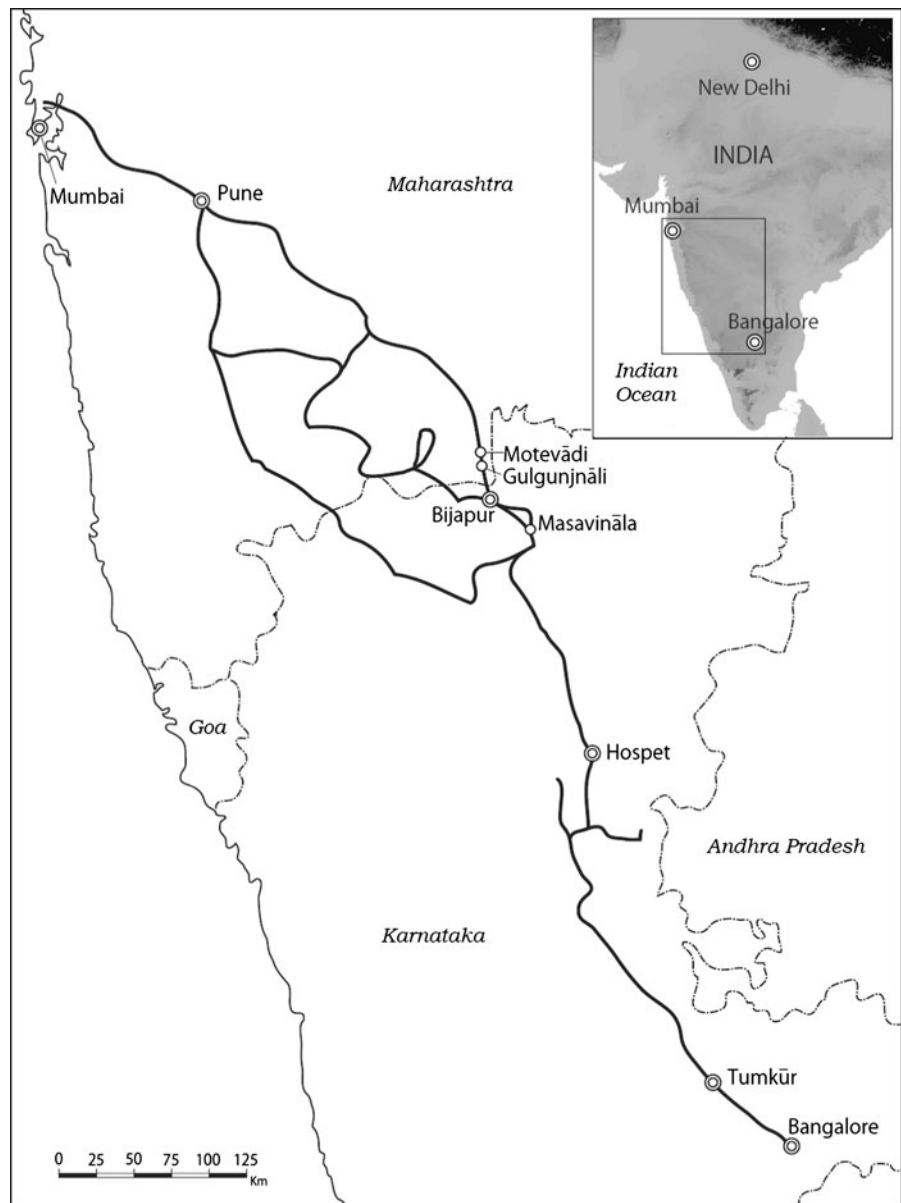 New Delhi
INDIA
Mumbai
Bangalore
Indian
Ocean
Mumbai
Pune
Maharashtra
Motevādi
Gulgunjnāli
Bijapur
Masavināla
Goa
Hospet
Andhra Pradesh
Karnataka
Tumkūr
Bangalore
0 25 50 75 100 125
Km